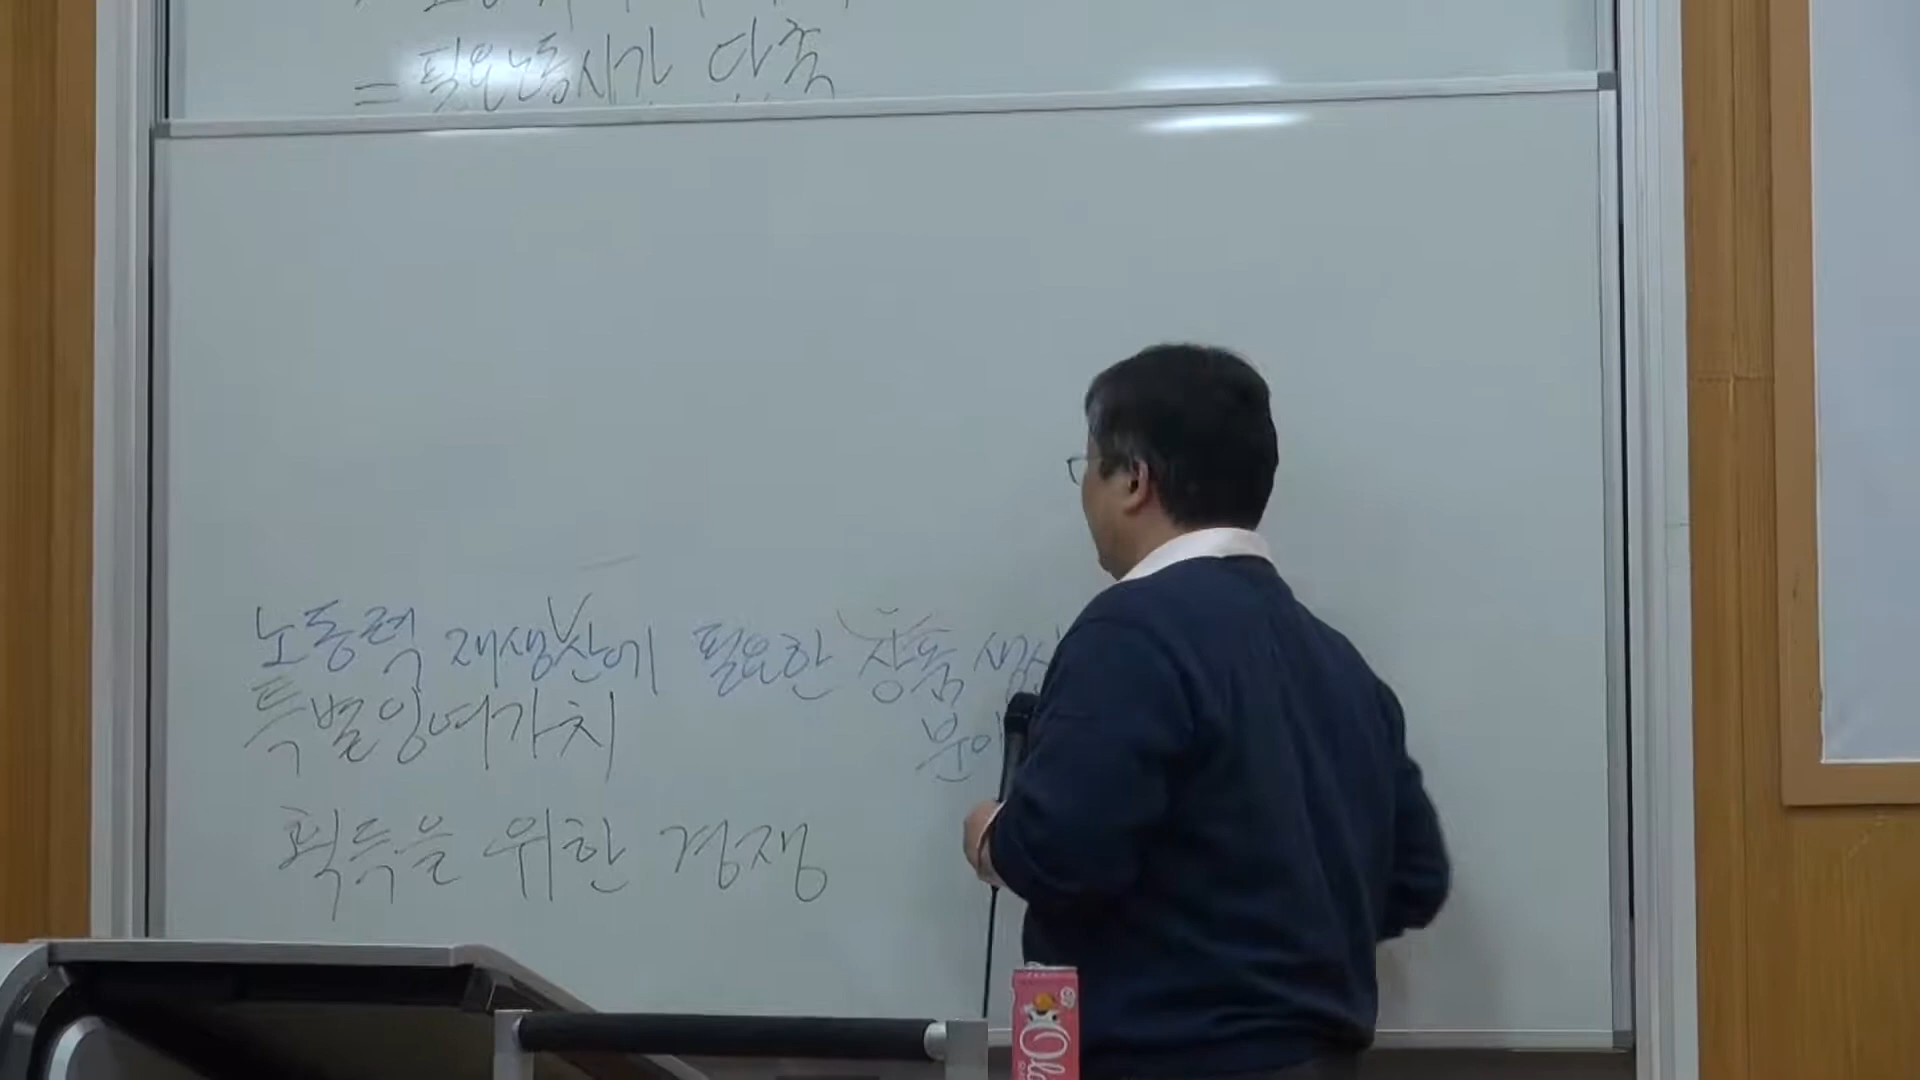 = 필요노동시간 단축
노동력 재생산에 필요한 상품 생산
특별잉여가치
분야
획득을 위한 경쟁
Ola